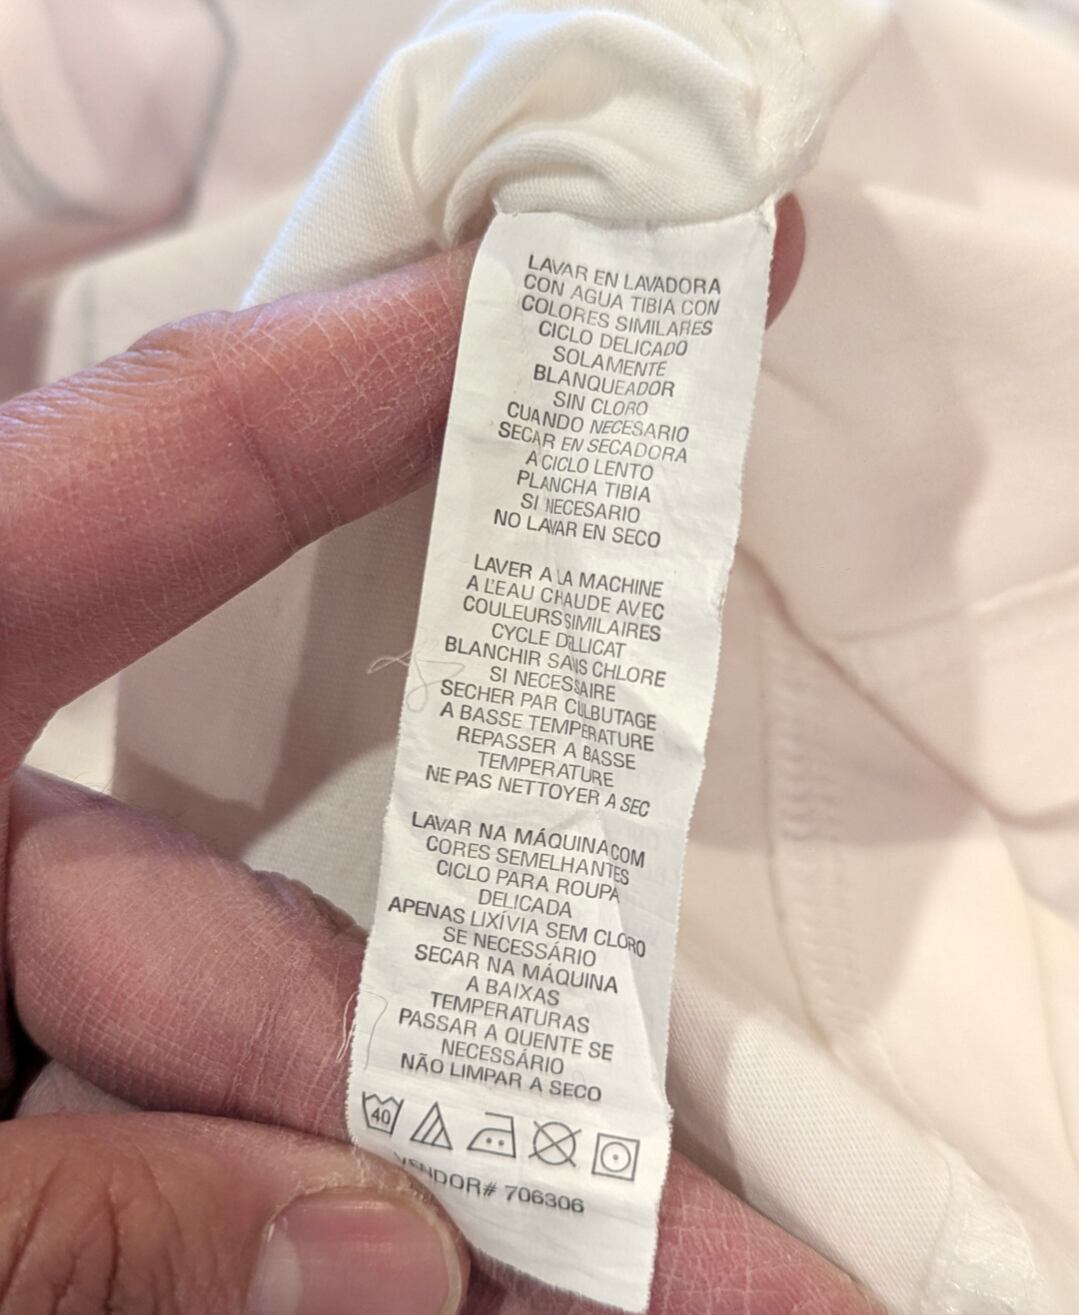 LAVAR EN LAVADORA
CON AGUA TIBIA CON
COLORES SIMILARES
CICLO DELICADO
SOLAMENTE
BLANQUEADOR
SIN CLORO
CUANDO NECESARIO
SECAR EN SECADORA
A CICLO LENTO
PLANCHA TIBIA
SI NECESARIO
NO LAVAR EN SECO
LAVER A LA MACHINE
A L'EAU CHAUDE AVEC
COULEURS SIMILAIRES
CYCLE DELLICAT
BLANCHIR SANS CHLORE
SI NECESSAIRE
SECHER PAR CULBUTAGE
A BASSE TEMPERATURE
REPASSER A BASSE
TEMPERATURE
NE PAS NETTOYER A SEC
LAVAR NA MÁQUINA COM
CORES SEMELHANTES
CICLO PARA ROUPA
DELICADA
APENAS LIXÍVIA SEM CLORO
SE NECESSÁRIO
SECAR NA MÁQUINA
A BAIXAS
TEMPERATURAS
PASSAR A QUENTE SE
NECESSÁRIO
NÃO LIMPAR A SECO
40
VENDOR# 706306